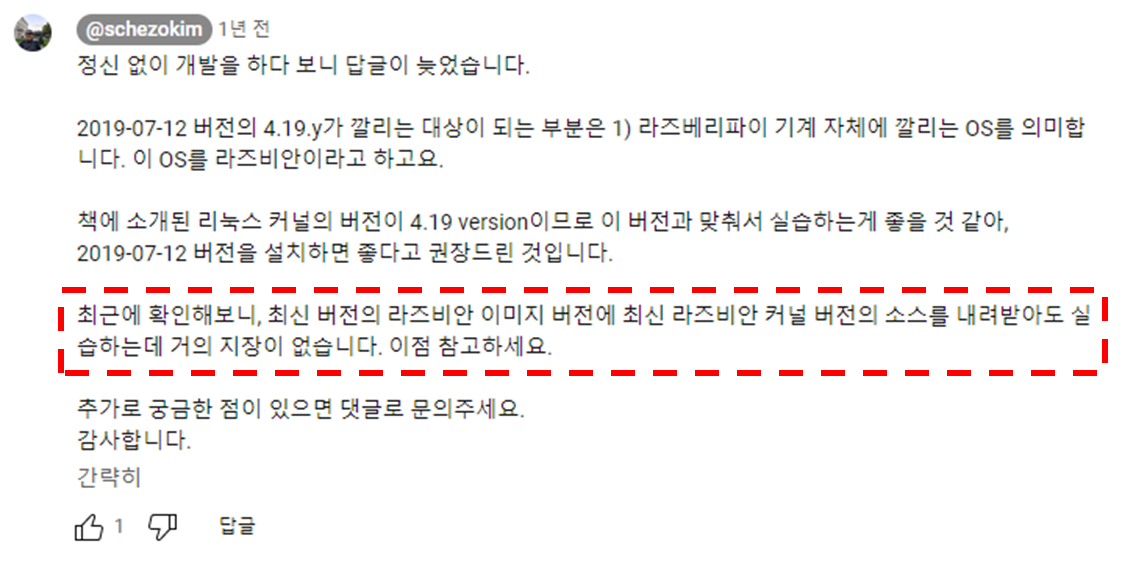 @schezokim 1년 전
정신 없이 개발을 하다 보니 답글이 늦었습니다.
2019-07-12 버전의 4.19.y가 깔리는 대상이 되는 부분은 1) 라즈베리파이 기계 자체에 깔리는 OS를 의미합
니다. 이 OS를 라즈비안이라고 하고요.
책에 소개된 리눅스 커널의 버전이 4.19 version이므로 이 버전과 맞춰서 실습하는게 좋을 것 같아,
2019-07-12 버전을 설치하면 좋다고 권장드린 것입니다.
최근에 확인해보니, 최신 버전의 라즈비안 이미지 버전에 최신 라즈비안 커널 버전의 소스를 내려받아도 실
습하는데 거의 지장이 없습니다. 이점 참고하세요.
추가로 궁금한 점이 있으면 댓글로 문의주세요.
감사합니다.
간략히
1 답글